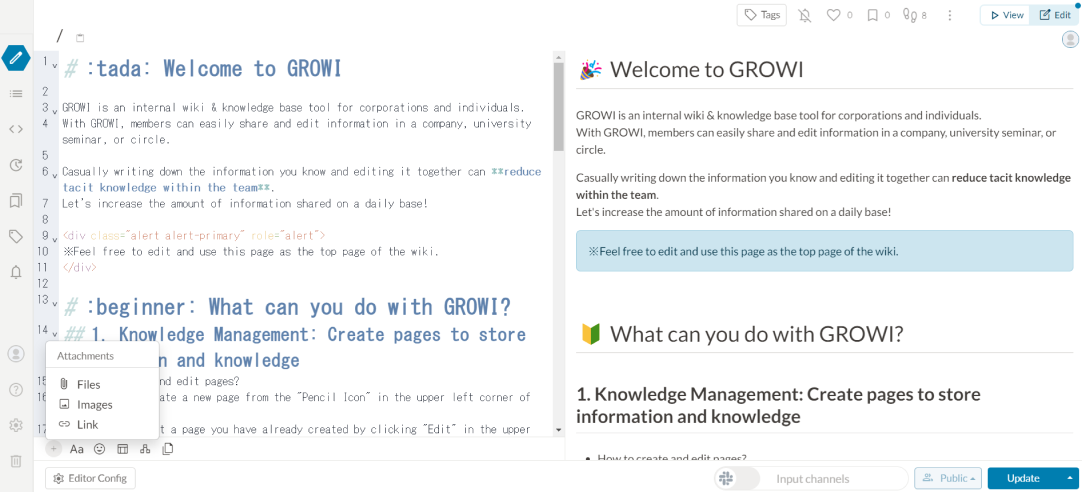 Tags
0
0
8
View
Edit
/
1 # :tada: Welcome to GROWI
2
3 GROWI is an internal wiki & knowledge base tool for corporations and individuals.
4 With GROWI, members can easily share and edit information in a company, university
seminar, or circle.
5
6 Casually writing down the information you know and editing it together can **reduce
tacit knowledge within the team**.
7 Let's increase the amount of information shared on a daily base!
8
9 <div class="alert alert-primary" role="alert">
10 ※Feel free to edit and use this page as the top page of the wiki.
11 </div>
12
13 # :beginner: What can you do with GROWI?
14 ## 1. Knowledge Management: Create pages to store
n and knowledge
15 nd edit pages?
16 ate a new page from the "Pencil Icon" in the upper left corner of
17 t a page you have already created by clicking "Edit" in the upper
Attachments
Files
Images
Link
Aa
Welcome to GROWI
GROWI is an internal wiki & knowledge base tool for corporations and individuals.
With GROWI, members can easily share and edit information in a company, university seminar, or
circle.
Casually writing down the information you know and editing it together can reduce tacit knowledge
within the team.
Let's increase the amount of information shared on a daily base!
※Feel free to edit and use this page as the top page of the wiki.
What can you do with GROWI?
1. Knowledge Management: Create pages to store
information and knowledge
How to create and edit pages?
Editor Config
Input channels
Public
Update